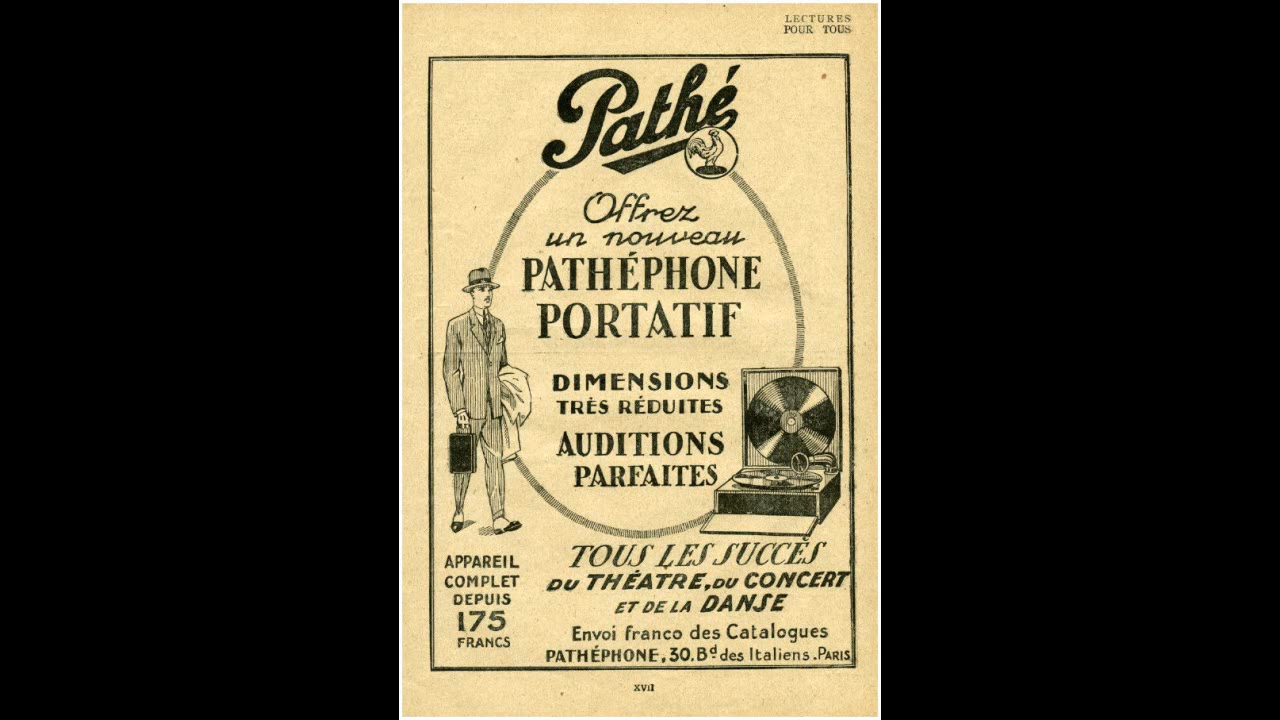 LECTURES
POUR TOUS
Pathé
Offrez
un nouveau
PATHÉPHONE
PORTATIF
DIMENSIONS
TRÈS RÉDUITES
AUDITIONS
PARFAITES
APPAREIL
COMPLET
DEPUIS
175
FRANCS
TOUS LES SUCCÈS
DU THÉATRE, DU CONCERT
ET DE LA DANSE
Envoi franco des Catalogues
PATHÉPHONE, 30. Bd des Italiens. PARIS
XVII